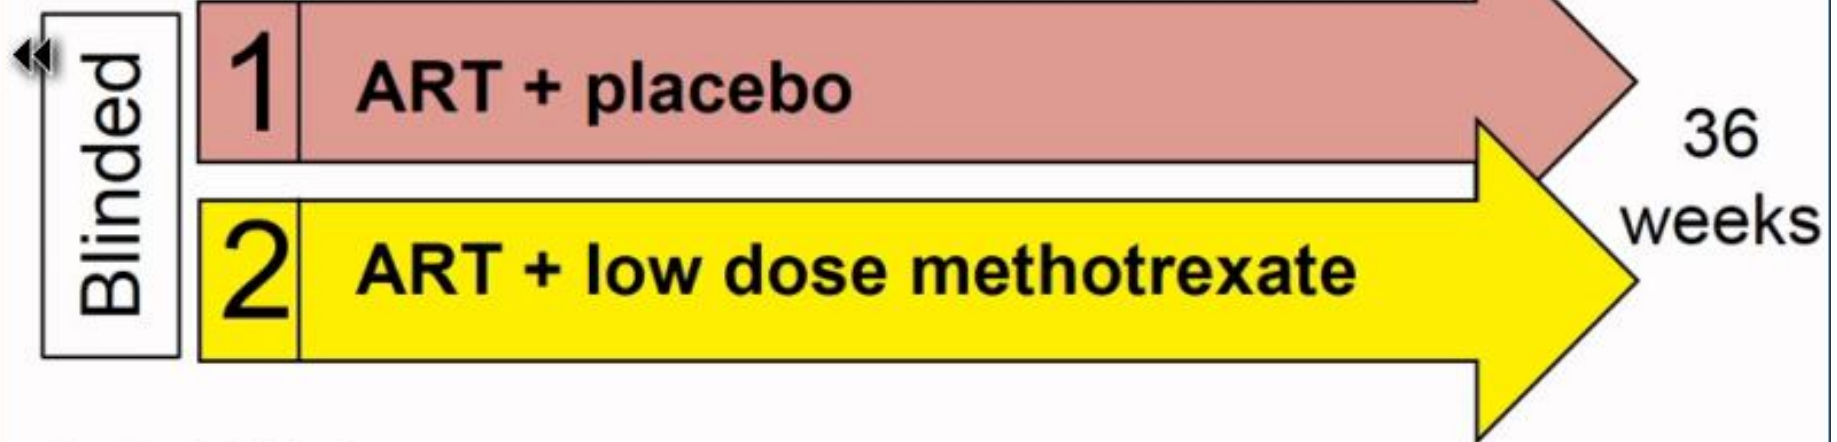 Blinded
1 ART + placebo
2 ART + low dose methotrexate
36
weeks